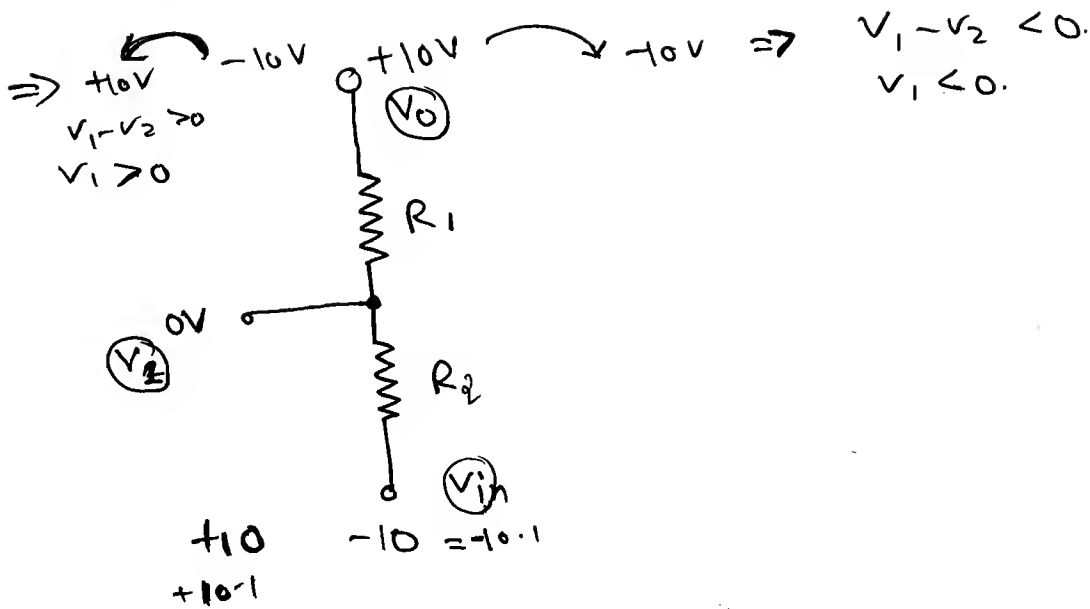 ⇒ +10V -10V +10V -10V ⇒ V₁-V₂ <0.
V₁-V₂ >0 V₀ V₁ <0.
V₁ >0
R₁
0V
R₂
Vin
+10 -10 = -10.1
+10.1